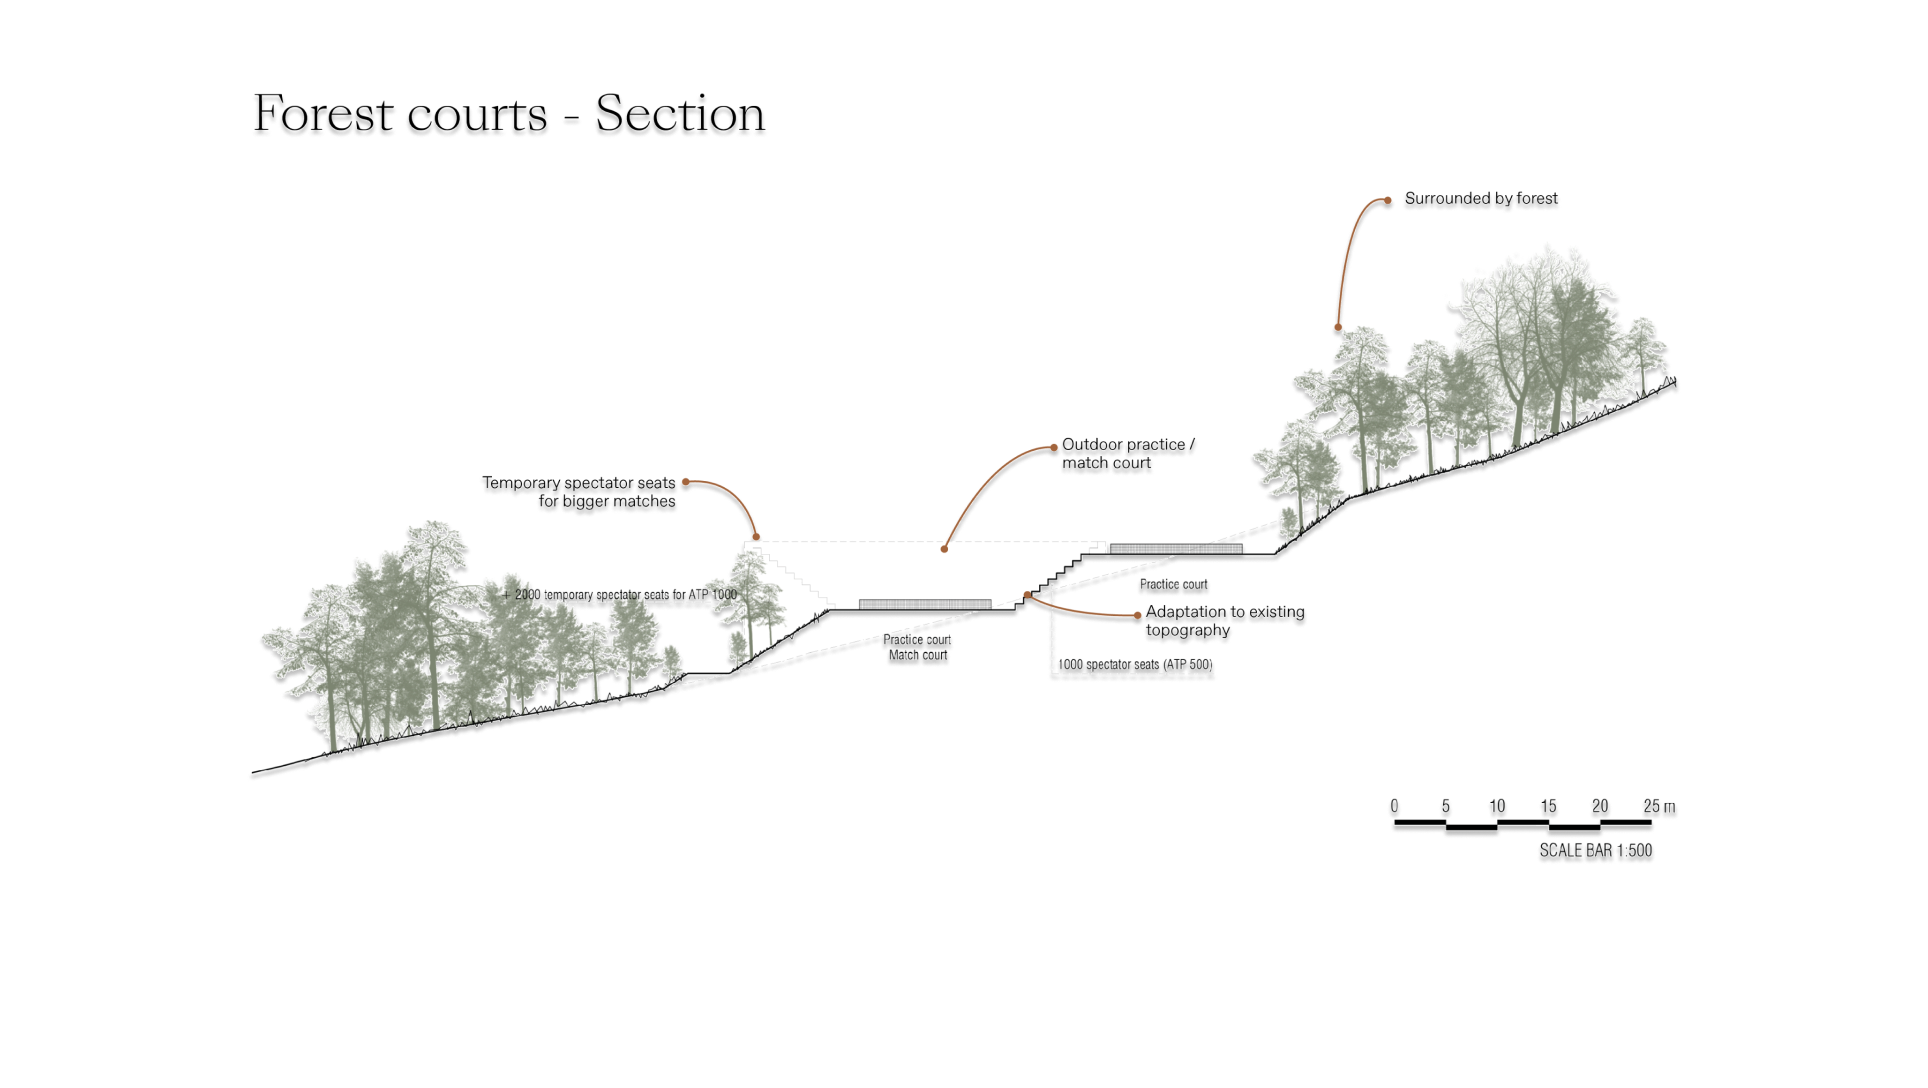 Forest courts - Section
Surrounded by forest
Outdoor practice /
match court
Temporary spectator seats
for bigger matches
+ 2000 temporary spectator seats for ATP 1000
Practice court
Adaptation to existing
topography
Practice court
Match court
1000 spectator seats (ATP 500)
0 5 10 15 20 25 m
SCALE BAR 1:500